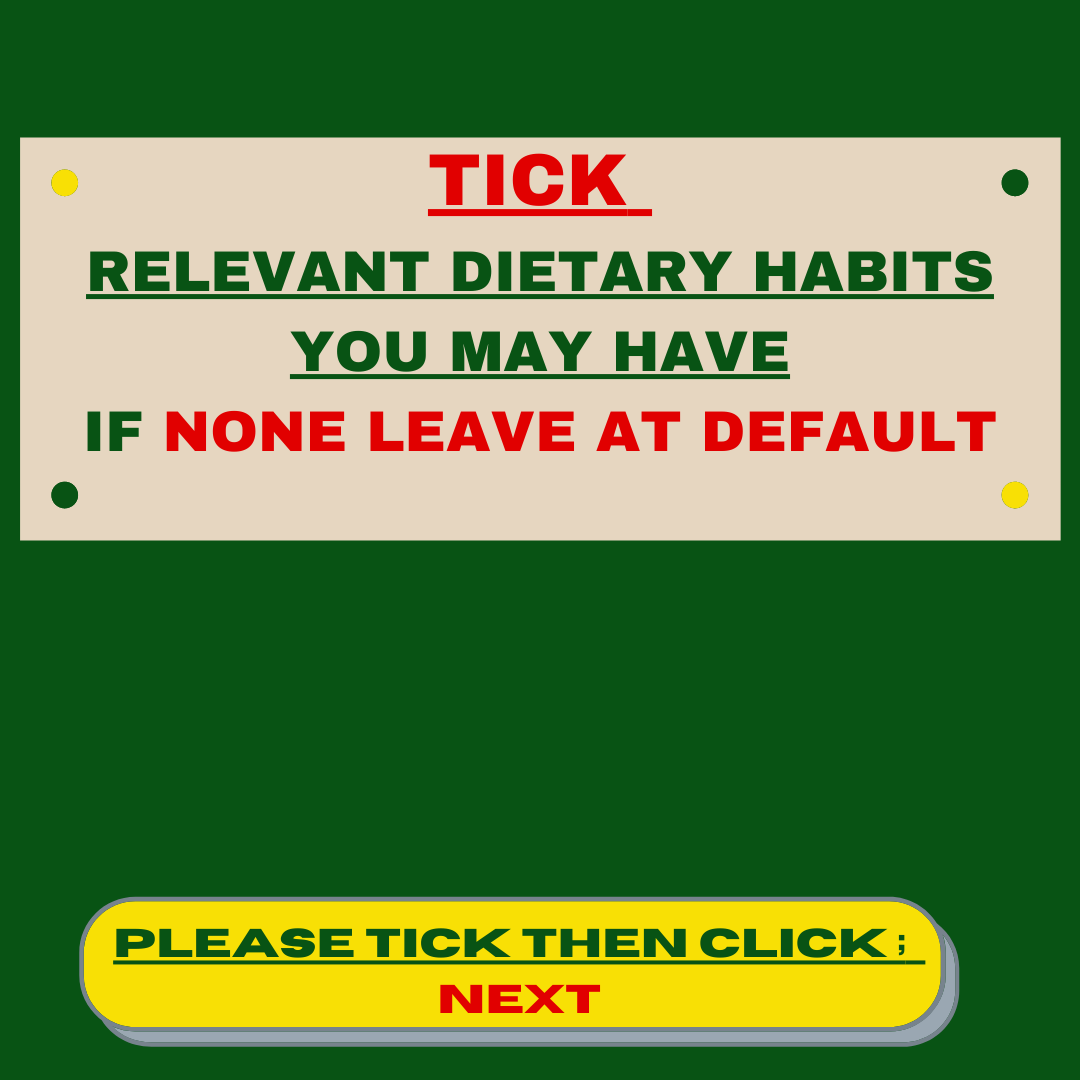 TICK
RELEVANT DIETARY HABITS
YOU MAY HAVE
IF NONE LEAVE AT DEFAULT
PLEASE TICK THEN CLICK ;
NEXT